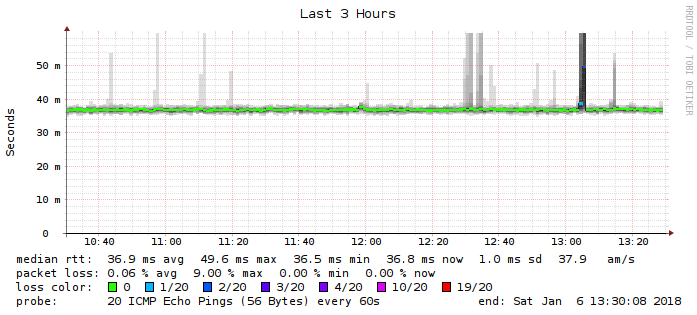 Last 3 Hours
RRDTOOL / TOBI OETIKER
Seconds
50 m
40 m
30 m
20 m
10 m
0
10:40 11:00 11:20 11:40 12:00 12:20 12:40 13:00 13:20
median rtt: 36.9 ms avg 49.6 ms max 36.5 ms min 36.8 ms now 1.0 ms sd 37.9 am/s
packet loss: 0.06 % avg 9.00 % max 0.00 % min 0.00 % now
loss color: 0 1/20 2/20 3/20 4/20 10/20 19/20
probe: 20 ICMP Echo Pings (56 Bytes) every 60s end: Sat Jan 6 13:30:08 2018